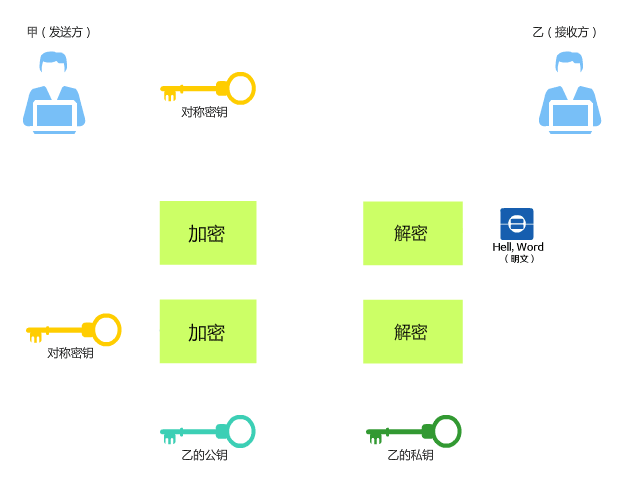 甲（发送方）
乙（接收方）
对称密钥
加密
解密
Hell, Word
（明文）
加密
解密
对称密钥
乙的公钥
乙的私钥